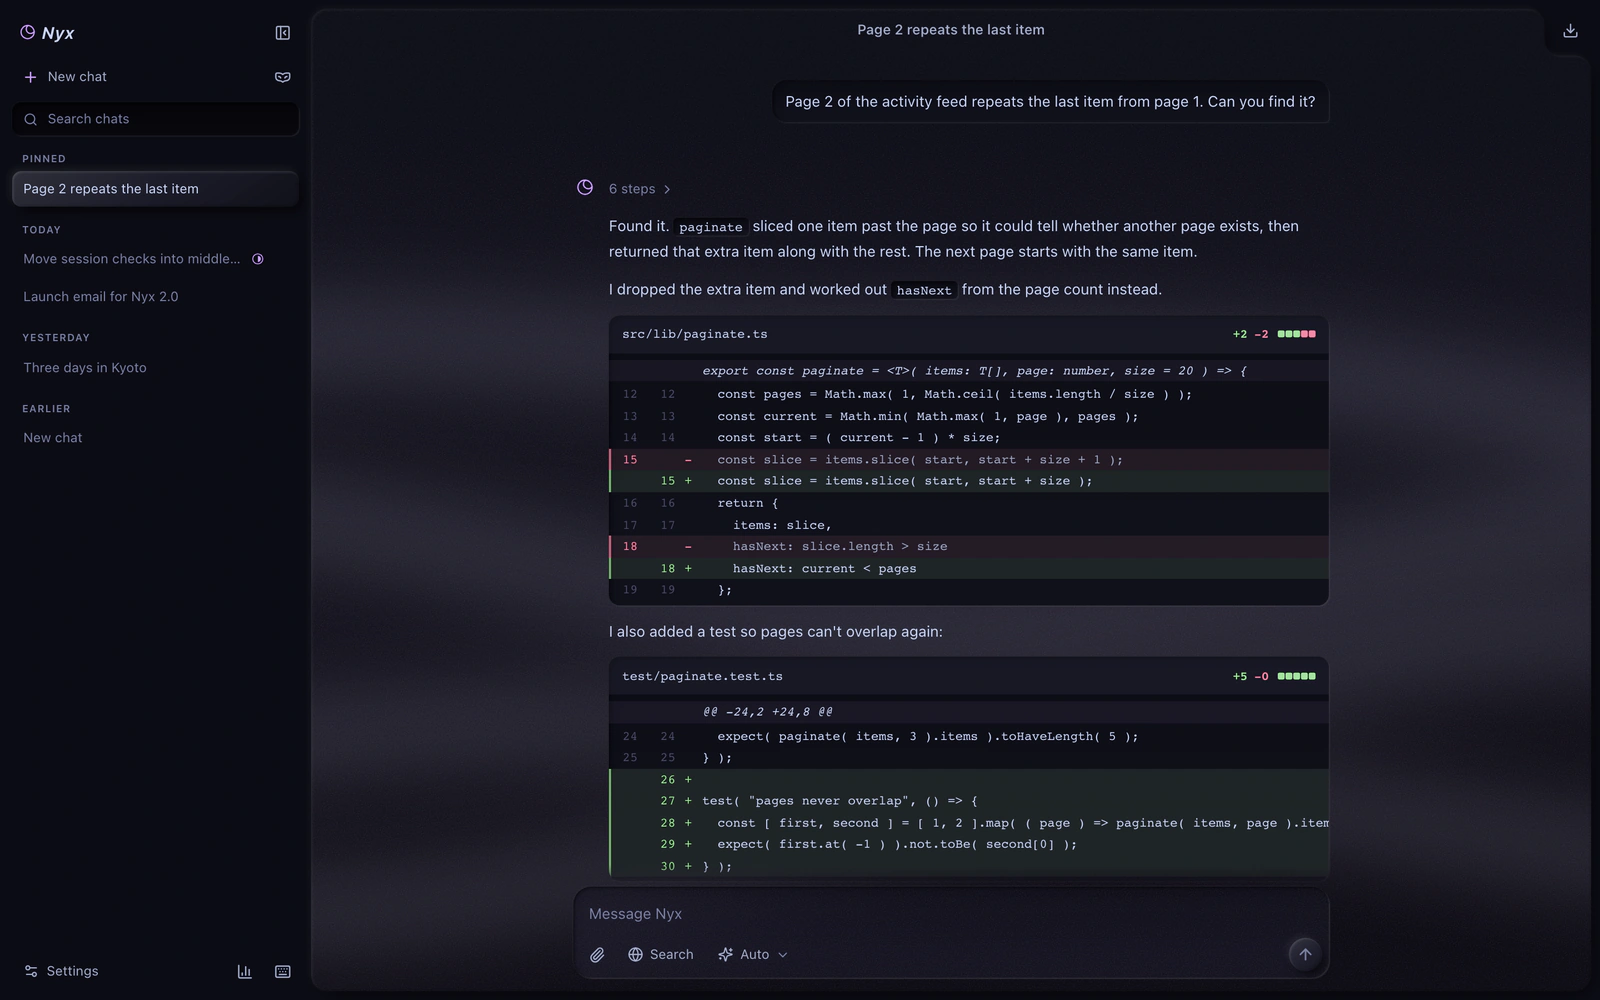 Nyx
New chat
Search chats
PINNED
Page 2 repeats the last item
TODAY
Move session checks into middle...
Launch email for Nyx 2.0
YESTERDAY
Three days in Kyoto
EARLIER
New chat
Settings
Page 2 repeats the last item
Page 2 of the activity feed repeats the last item from page 1. Can you find it?
6 steps
Found it. paginate sliced one item past the page so it could tell whether another page exists, then
returned that extra item along with the rest. The next page starts with the same item.
I dropped the extra item and worked out hasNext from the page count instead.
src/lib/paginate.ts +2 −2
export const paginate = <T>( items: T[], page: number, size = 20 ) => {
12 12 const pages = Math.max( 1, Math.ceil( items.length / size ) );
13 13 const current = Math.min( Math.max( 1, page ), pages );
14 14 const start = ( current - 1 ) * size;
15 − const slice = items.slice( start, start + size + 1 );
15 + const slice = items.slice( start, start + size );
16 16 return {
17 17 items: slice,
18 − hasNext: slice.length > size
18 + hasNext: current < pages
19 19 };
I also added a test so pages can't overlap again:
test/paginate.test.ts +5 −0
@@ -24,2 +24,8 @@
24 24 expect( paginate( items, 3 ).items ).toHaveLength( 5 );
25 25 } );
26 +
27 + test( "pages never overlap", () => {
28 + const [ first, second ] = [ 1, 2 ].map( ( page ) => paginate( items, page ).item
29 + expect( first.at( -1 ) ).not.toBe( second[0] );
30 + } );
Message Nyx
Search
Auto